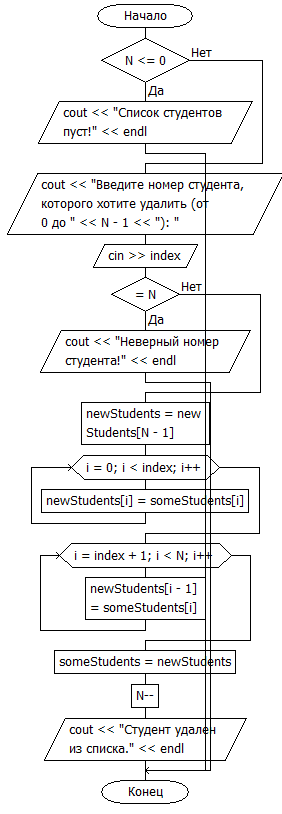 Начало
N <= 0
Нет
Да
cout << "Список студентов
пуст!" << endl
cout << "Введите номер студента,
которого хотите удалить (от
0 до " << N - 1 << "): "
cin >> index
= N
Нет
Да
cout << "Неверный номер
студента!" << endl
newStudents = new
Students[N - 1]
i = 0; i < index; i++
newStudents[i] = someStudents[i]
i = index + 1; i < N; i++
newStudents[i - 1]
= someStudents[i]
someStudents = newStudents
N--
cout << "Студент удален
из списка." << endl
Конец